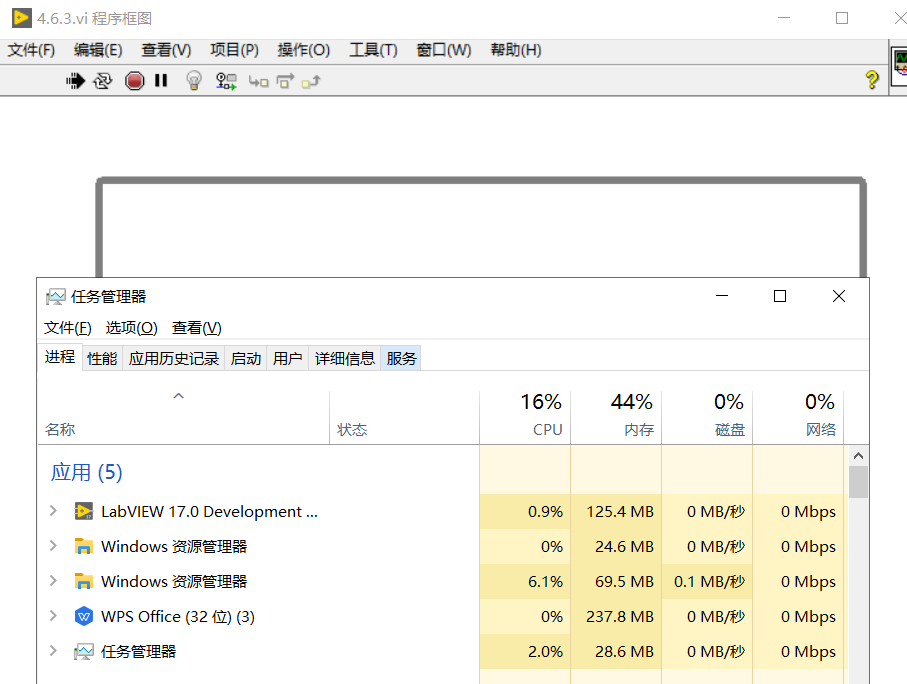 4.6.3.vi 程序框图
文件(F) 编辑(E) 查看(V) 项目(P) 操作(O) 工具(T) 窗口(W) 帮助(H)
任务管理器
文件(F) 选项(O) 查看(V)
进程 性能 应用历史记录 启动 用户 详细信息 服务
16% 44% 0% 0%
名称 状态 CPU 内存 磁盘 网络
应用 (5)
LabVIEW 17.0 Development ... 0.9% 125.4 MB 0 MB/秒 0 Mbps
Windows 资源管理器 0% 24.6 MB 0 MB/秒 0 Mbps
Windows 资源管理器 6.1% 69.5 MB 0.1 MB/秒 0 Mbps
WPS Office (32 位) (3) 0% 237.8 MB 0 MB/秒 0 Mbps
任务管理器 2.0% 28.6 MB 0 MB/秒 0 Mbps